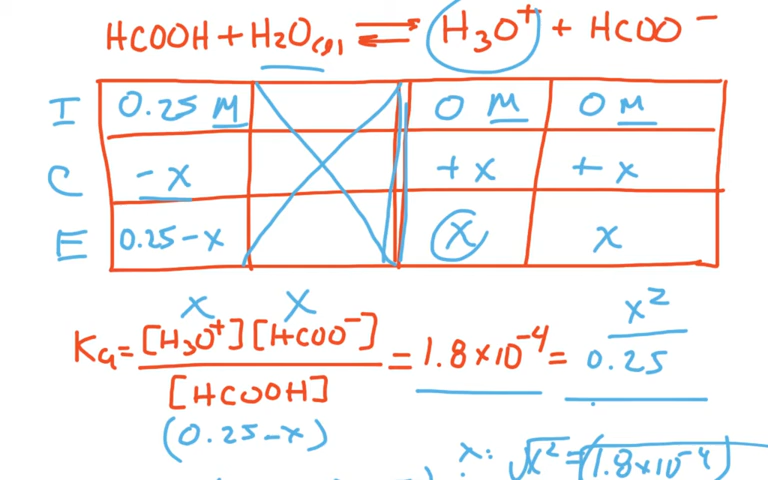 HCOOH + H₂O(l) ⇌ H₃O⁺ + HCOO⁻
I 0.25 M 0 M 0 M
C -x +x +x
E 0.25-x x x
x x
Ka = [H₃O⁺][HCOO⁻] / [HCOOH] = 1.8×10⁻⁴ = x² / 0.25
(0.25-x)
x: √x² = √(1.8×10⁻⁴)